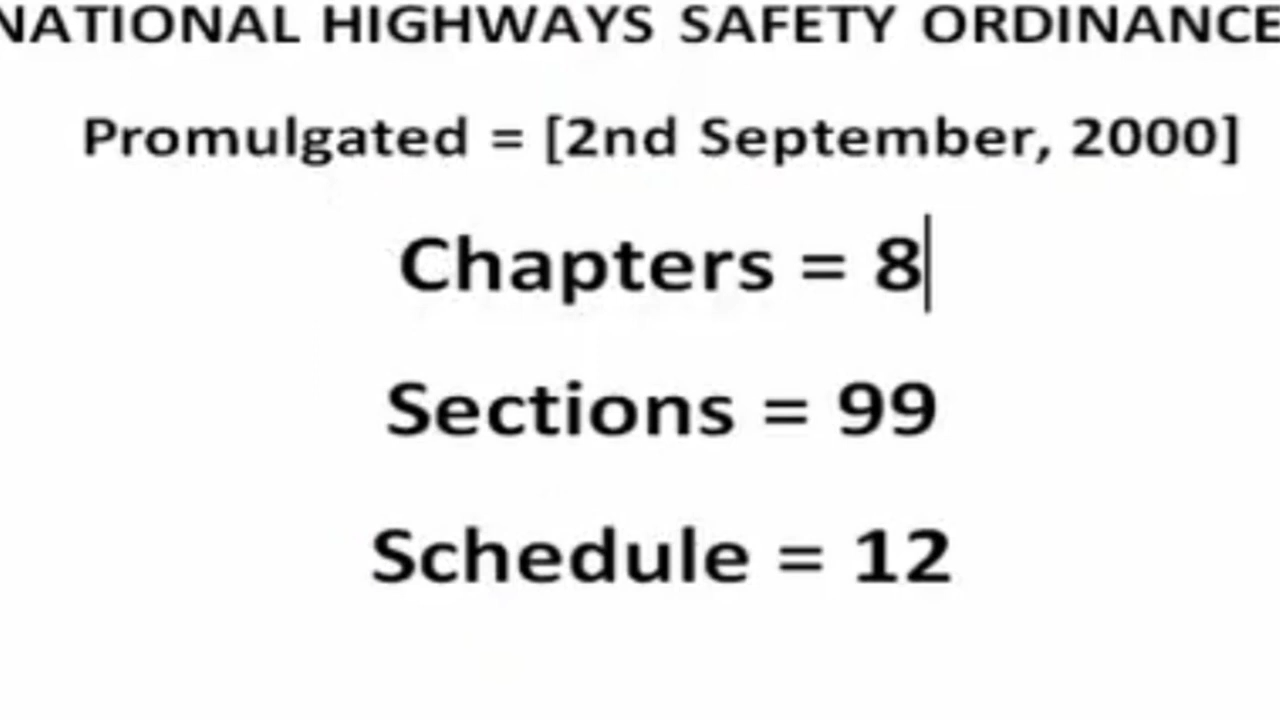 NATIONAL HIGHWAYS SAFETY ORDINANCE
Promulgated = [2nd September, 2000]
Chapters = 8
Sections = 99
Schedule = 12